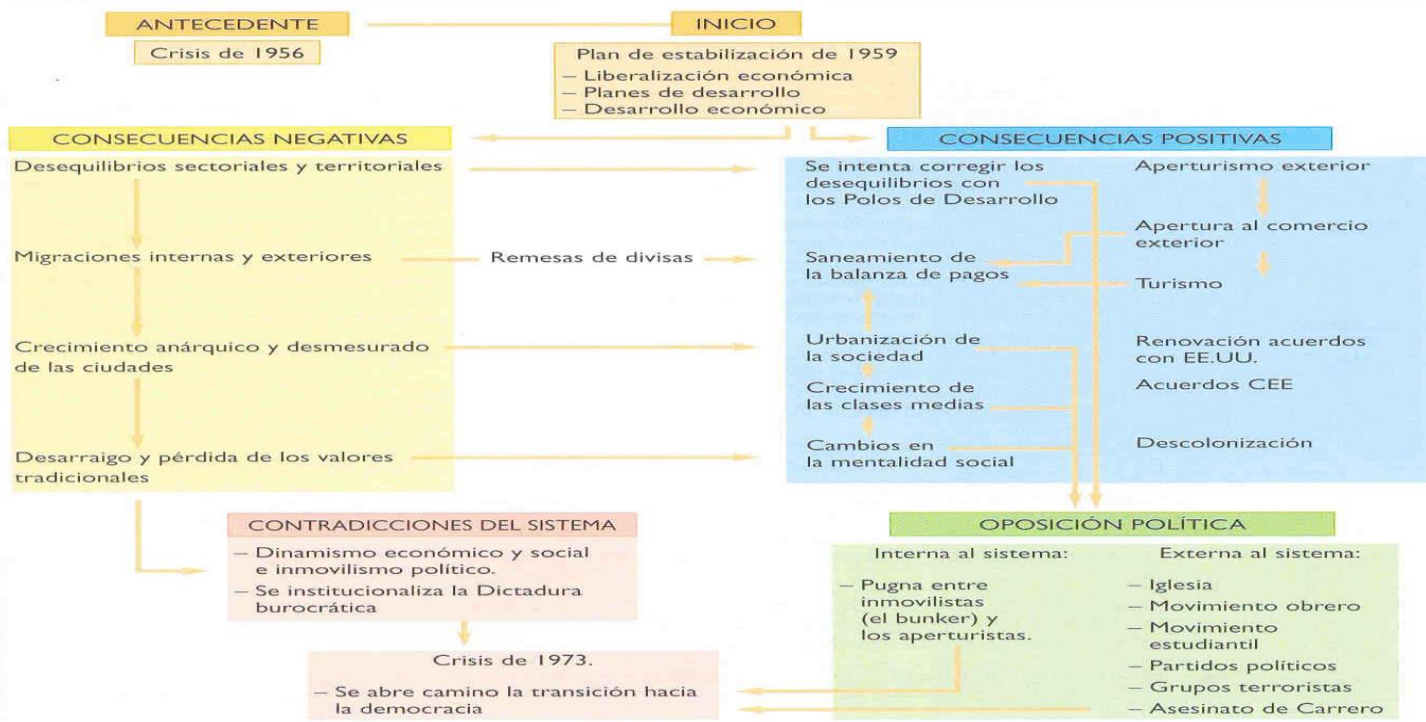 ANTECEDENTE
Crisis de 1956
INICIO
Plan de estabilización de 1959
– Liberalización económica
– Planes de desarrollo
– Desarrollo económico
CONSECUENCIAS NEGATIVAS
Desequilibrios sectoriales y territoriales
Migraciones internas y exteriores
Remesas de divisas
Crecimiento anárquico y desmesurado
de las ciudades
Desarraigo y pérdida de los valores
tradicionales
CONSECUENCIAS POSITIVAS
Se intenta corregir los
desequilibrios con
los Polos de Desarrollo
Saneamiento de
la balanza de pagos
Urbanización de
la sociedad
Crecimiento de
las clases medias
Cambios en
la mentalidad social
Aperturismo exterior
Apertura al comercio
exterior
Turismo
Renovación acuerdos
con EE.UU.
Acuerdos CEE
Descolonización
CONTRADICCIONES DEL SISTEMA
– Dinamismo económico y social
e inmovilismo político.
– Se institucionaliza la Dictadura
burocrática
Crisis de 1973.
– Se abre camino la transición hacia
la democracia
OPOSICIÓN POLÍTICA
Interna al sistema:
– Pugna entre
inmovilistas
(el bunker) y
los aperturistas.
Externa al sistema:
– Iglesia
– Movimiento obrero
– Movimiento
estudiantil
– Partidos políticos
– Grupos terroristas
– Asesinato de Carrero